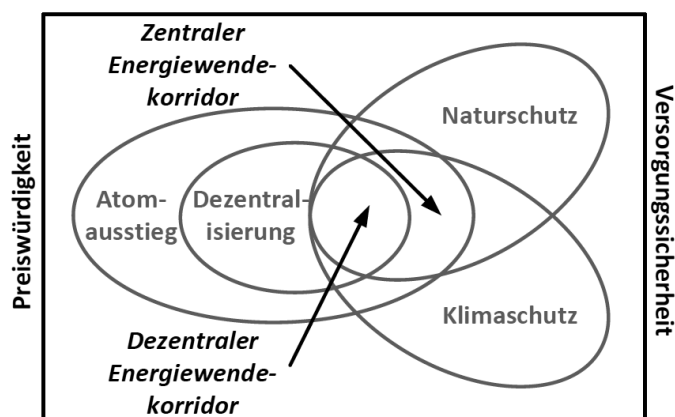 Zentraler
Energiewende-
korridor
Naturschutz
Preiswürdigkeit
Versorgungssicherheit
Atom-
ausstieg
Dezentral-
isierung
Klimaschutz
Dezentraler
Energiewende-
korridor